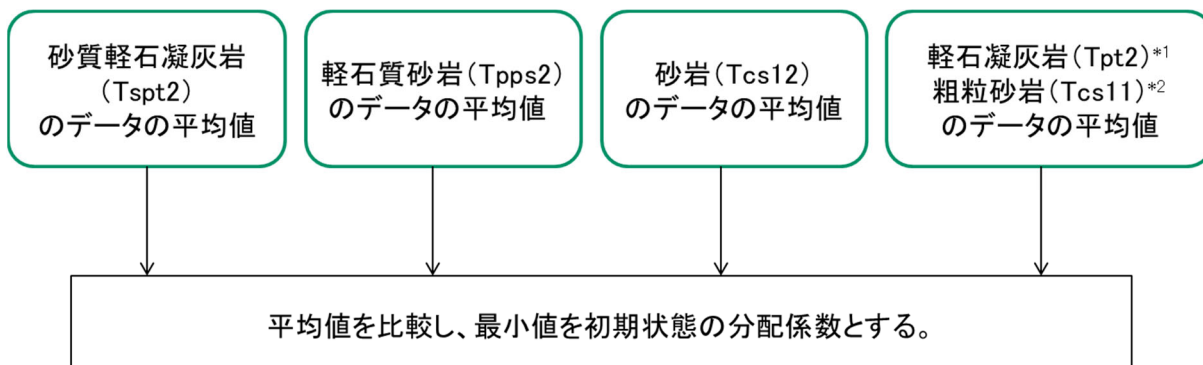 砂質軽石凝灰岩
（Tspt2）
のデータの平均値
軽石質砂岩（Tpps2）
のデータの平均値
砂岩（Tcs12）
のデータの平均値
軽石凝灰岩（Tpt2）*1
粗粒砂岩（Tcs11）*2
のデータの平均値
平均値を比較し、最小値を初期状態の分配係数とする。